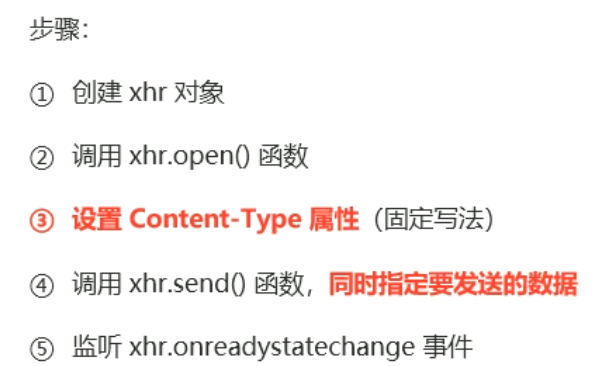 步骤：
① 创建 xhr 对象
② 调用 xhr.open() 函数
③ 设置 Content-Type 属性（固定写法）
④ 调用 xhr.send() 函数，同时指定要发送的数据
⑤ 监听 xhr.onreadystatechange 事件